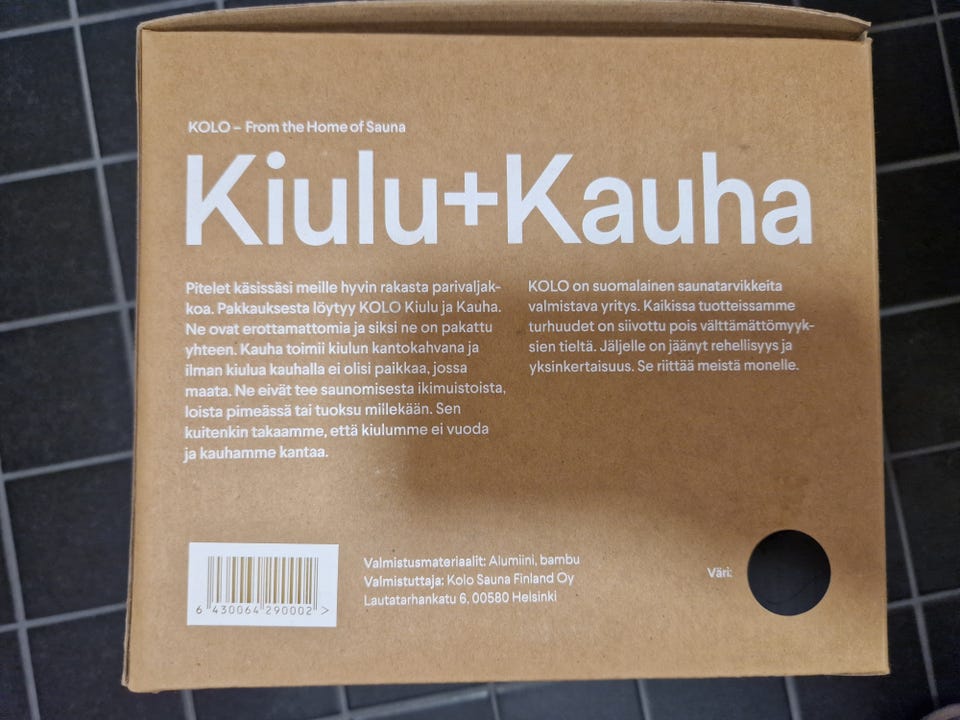 KOLO – From the Home of Sauna
Kiulu+Kauha
Pitelet käsissäsi meille hyvin rakasta parivaljak-
koa. Pakkauksesta löytyy KOLO Kiulu ja Kauha.
Ne ovat erottamattomia ja siksi ne on pakattu
yhteen. Kauha toimii kiulun kantokahvana ja
ilman kiulua kauhalla ei olisi paikkaa, jossa
maata. Ne eivät tee saunomisesta ikimuistoista,
loista pimeässä tai tuoksu millekään. Sen
kuitenkin takaamme, että kiulumme ei vuoda
ja kauhamme kantaa.
KOLO on suomalainen saunatarvikkeita
valmistava yritys. Kaikissa tuotteissamme
turhuudet on siivottu pois välttämättömyyk-
sien tieltä. Jäljelle on jäänyt rehellisyys ja
yksinkertaisuus. Se riittää meistä monelle.
6 430064 290002 >
Valmistusmateriaalit: Alumiini, bambu
Valmistuttaja: Kolo Sauna Finland Oy
Lautatarhankatu 6, 00580 Helsinki
Väri: